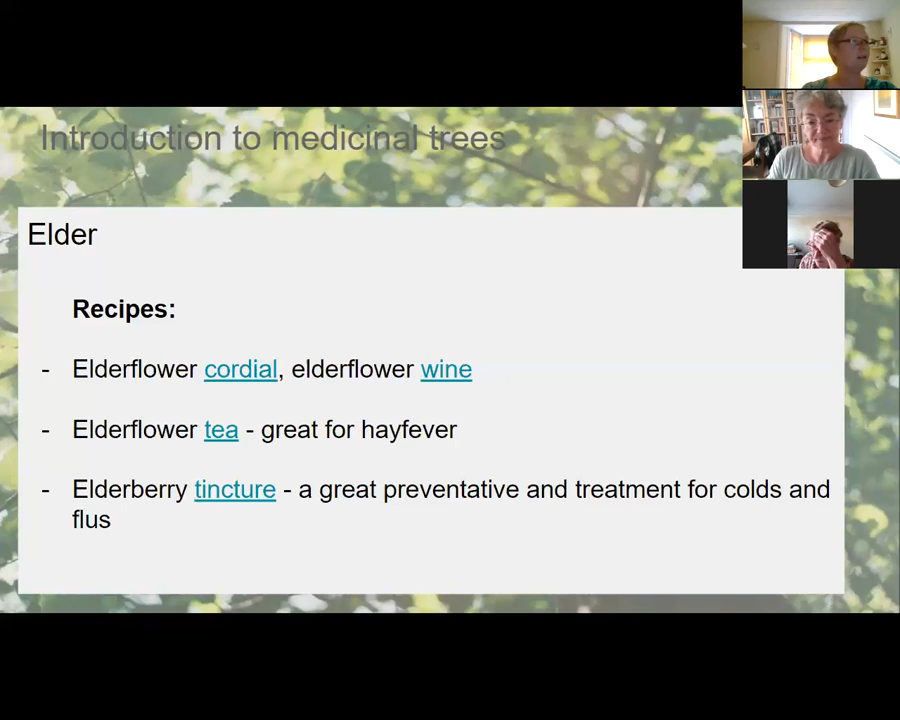 Introduction to medicinal trees
Elder
Recipes:
- Elderflower cordial, elderflower wine
- Elderflower tea - great for hayfever
- Elderberry tincture - a great preventative and treatment for colds and
flus